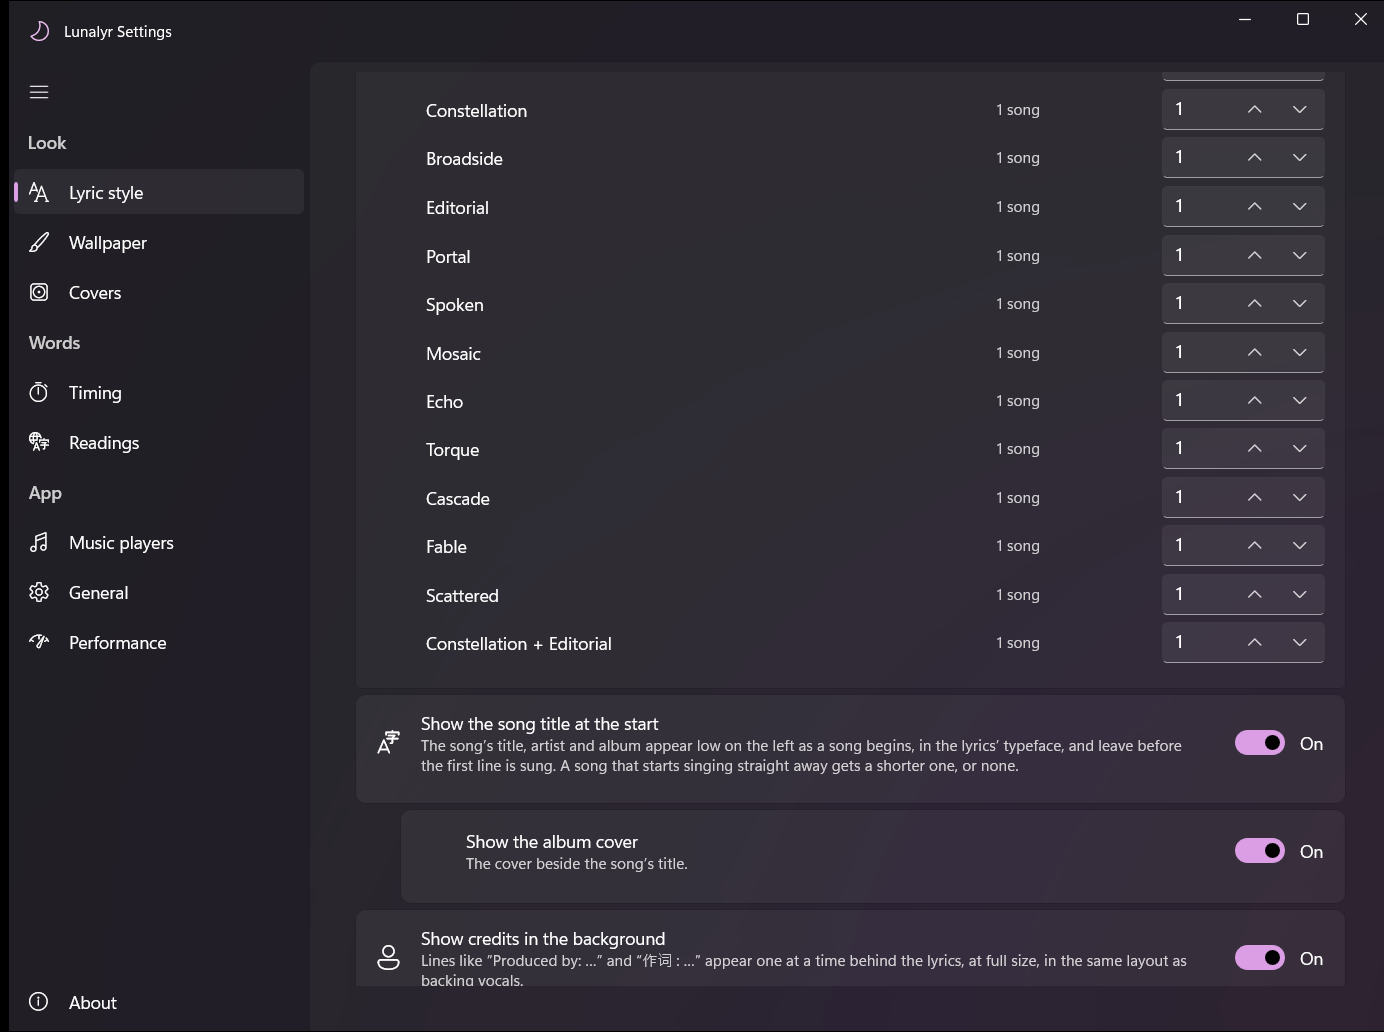 Lunalyr Settings
Look
Lyric style
Wallpaper
Covers
Words
Timing
Readings
App
Music players
General
Performance
About
Constellation 1 song 1
Broadside 1 song 1
Editorial 1 song 1
Portal 1 song 1
Spoken 1 song 1
Mosaic 1 song 1
Echo 1 song 1
Torque 1 song 1
Cascade 1 song 1
Fable 1 song 1
Scattered 1 song 1
Constellation + Editorial 1 song 1
Show the song title at the start
The song’s title, artist and album appear low on the left as a song begins, in the lyrics’ typeface, and leave before
the first line is sung. A song that starts singing straight away gets a shorter one, or none.
On
Show the album cover
The cover beside the song’s title.
On
Show credits in the background
Lines like “Produced by: …” and “作词 : …” appear one at a time behind the lyrics, at full size, in the same layout as
backing vocals.
On